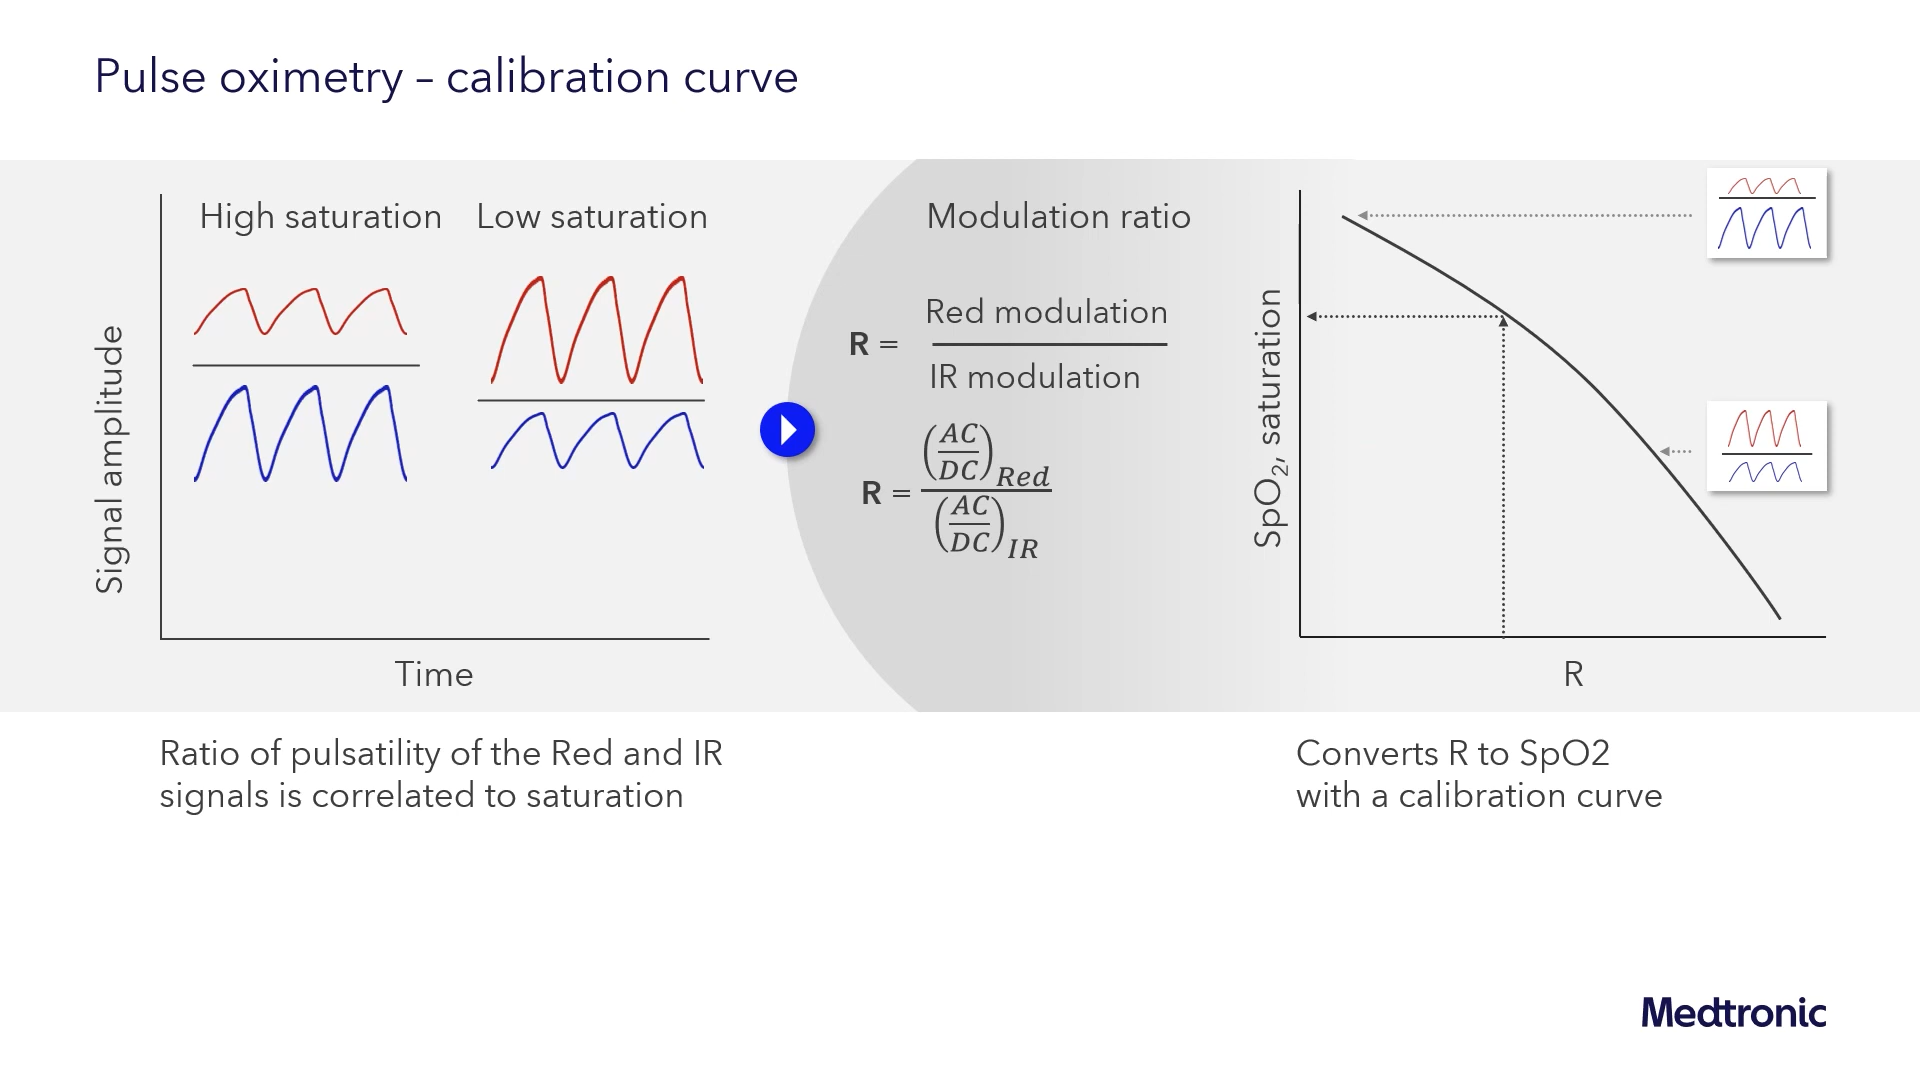 Pulse oximetry – calibration curve
High saturation
Low saturation
Signal amplitude
Time
Modulation ratio
R = Red modulation / IR modulation
R = (AC/DC)Red / (AC/DC)IR
SpO₂, saturation
R
Ratio of pulsatility of the Red and IR
signals is correlated to saturation
Converts R to SpO2
with a calibration curve
Medtronic